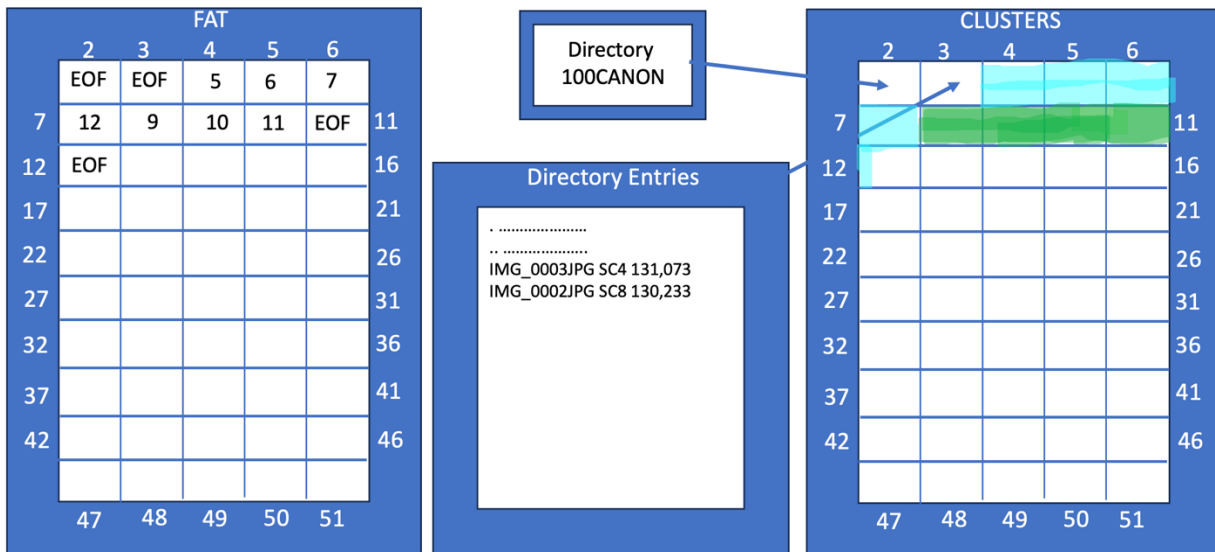 FAT
2 3 4 5 6
EOF EOF 5 6 7
7 12 9 10 11 EOF 11
12 EOF 16
17 21
22 26
27 31
32 36
37 41
42 46
47 48 49 50 51
Directory
100CANON
Directory Entries
. .....................
.. .....................
IMG_0003JPG SC4 131,073
IMG_0002JPG SC8 130,233
CLUSTERS
2 3 4 5 6
7 11
12 16
17 21
22 26
27 31
32 36
37 41
42 46
47 48 49 50 51